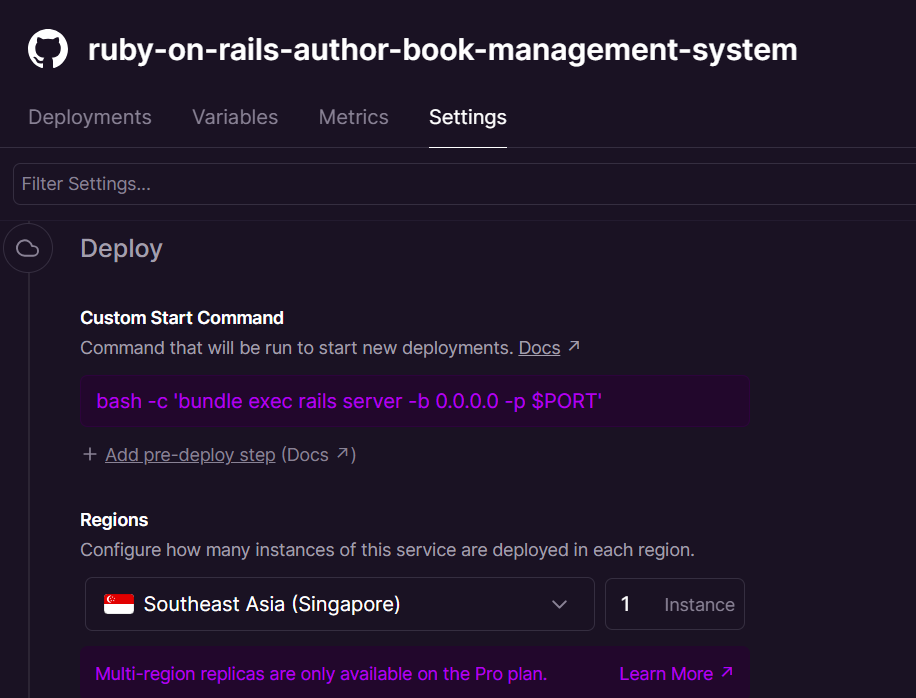 ruby-on-rails-author-book-management-system
Deployments Variables Metrics Settings
Filter Settings...
Deploy
Custom Start Command
Command that will be run to start new deployments. Docs ↗
bash -c 'bundle exec rails server -b 0.0.0.0 -p $PORT'
+ Add pre-deploy step (Docs ↗)
Regions
Configure how many instances of this service are deployed in each region.
Southeast Asia (Singapore) 1 Instance
Multi-region replicas are only available on the Pro plan. Learn More ↗